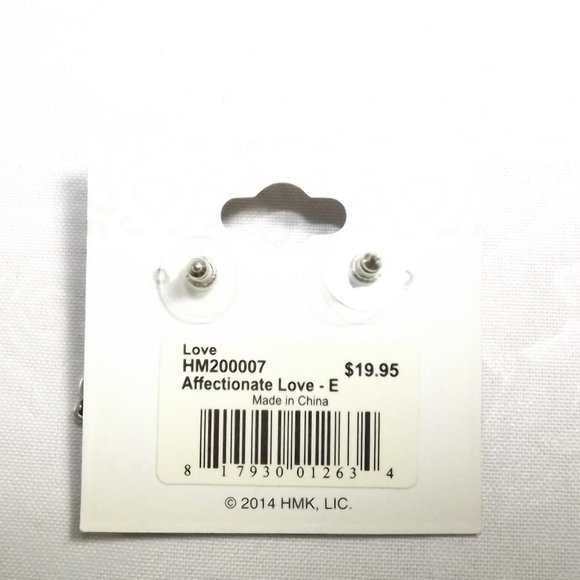 Love
HM200007 $19.95
Affectionate Love - E
Made in China
8 17930 01263 4
© 2014 HMK, LIC.